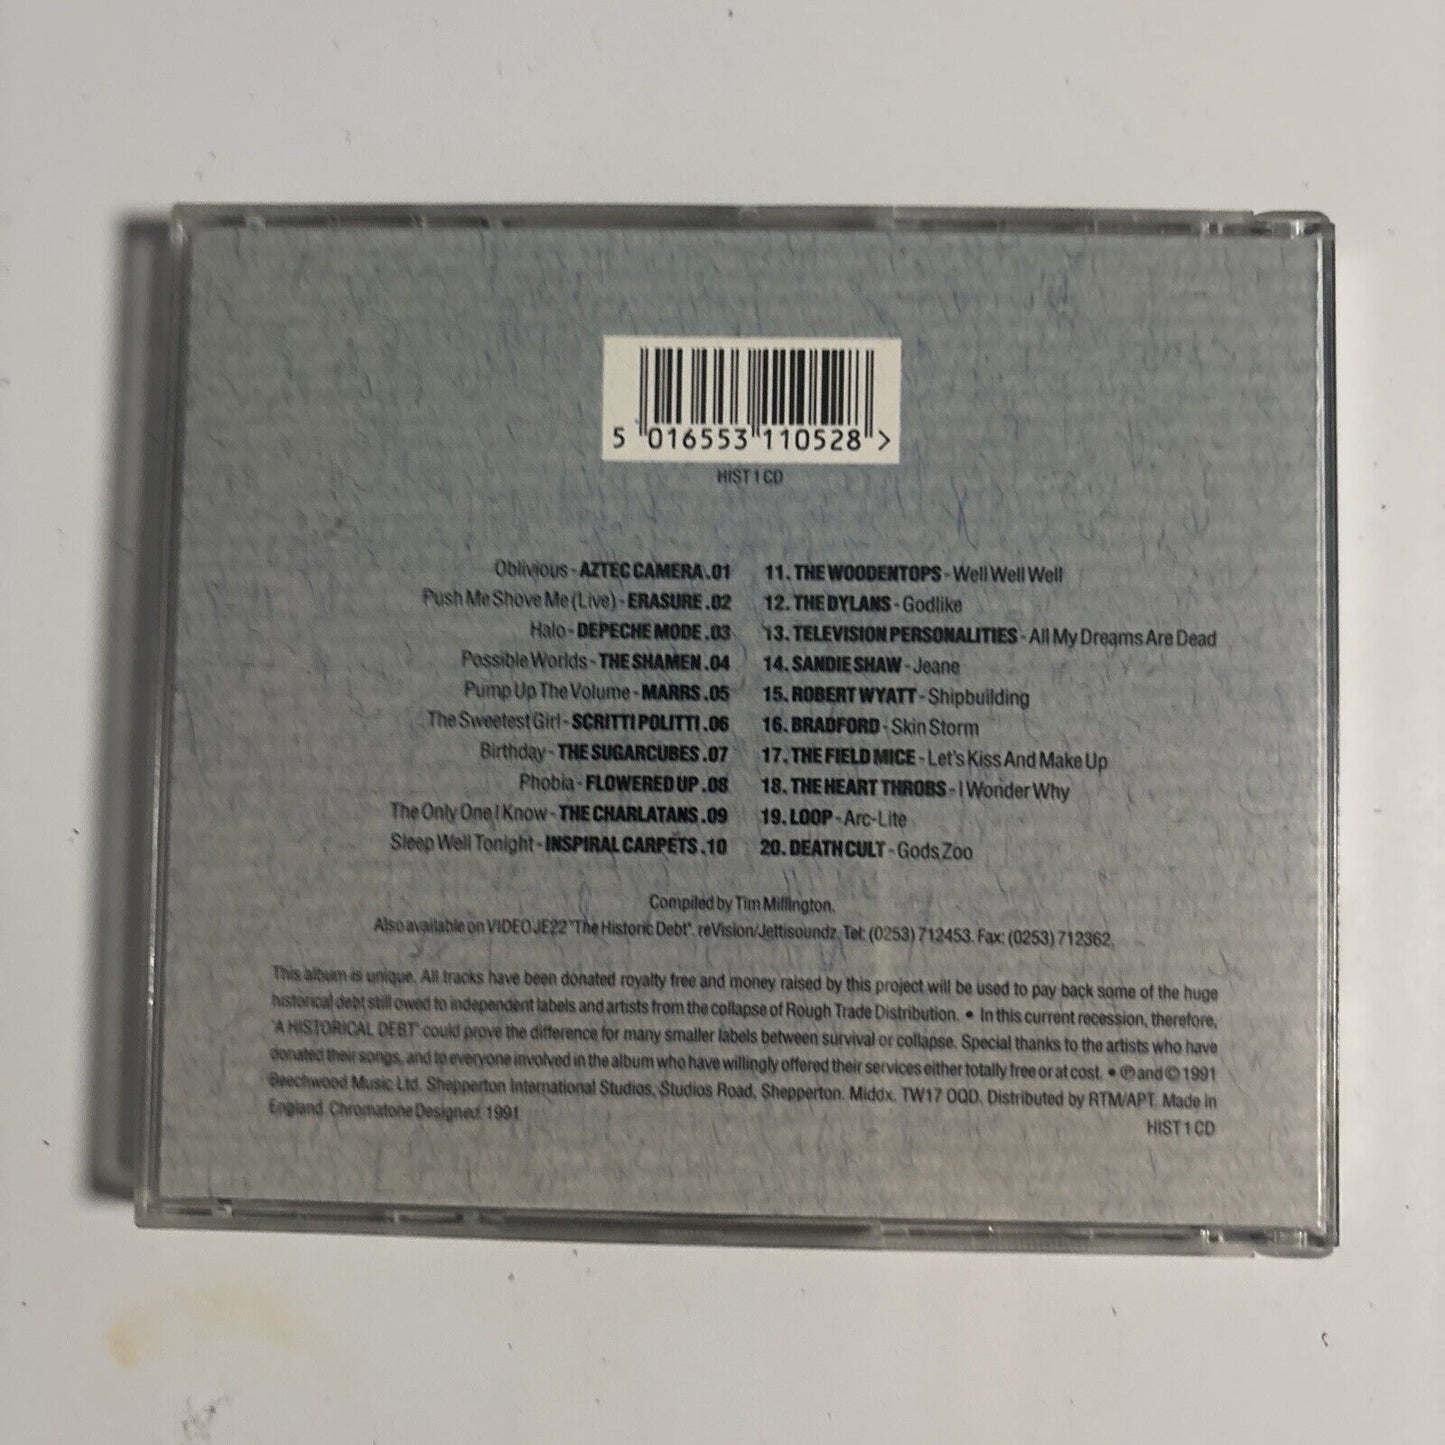 5 016553 110528 >
HIST 1 CD
Oblivious - AZTEC CAMERA .01
Push Me Shove Me (Live) - ERASURE .02
Halo - DEPECHE MODE .03
Possible Worlds - THE SHAMEN .04
Pump Up The Volume - MARRS .05
The Sweetest Girl - SCRITTI POLITTI .06
Birthday - THE SUGARCUBES .07
Phobia - FLOWERED UP .08
The Only One I Know - THE CHARLATANS .09
Sleep Well Tonight - INSPIRAL CARPETS .10
11. THE WOODENTOPS - Well Well Well
12. THE DYLANS - Godlike
13. TELEVISION PERSONALITIES - All My Dreams Are Dead
14. SANDIE SHAW - Jeane
15. ROBERT WYATT - Shipbuilding
16. BRADFORD - Skin Storm
17. THE FIELD MICE - Let's Kiss And Make Up
18. THE HEART THROBS - I Wonder Why
19. LOOP - Arc-Lite
20. DEATH CULT - Gods Zoo
Compiled by Tim Millington.
Also available on VIDEO JE22 "The Historic Debt". reVision/Jettisoundz. Tel: (0253) 712453. Fax: (0253) 712362.
This album is unique. All tracks have been donated royalty free and money raised by this project will be used to pay back some of the huge
historical debt still owed to independent labels and artists from the collapse of Rough Trade Distribution. • In this current recession, therefore,
"A HISTORICAL DEBT" could prove the difference for many smaller labels between survival or collapse. Special thanks to the artists who have
donated their songs, and to everyone involved in the album who have willingly offered their services either totally free or at cost. • ℗ and © 1991
Beechwood Music Ltd. Shepperton International Studios, Studios Road, Shepperton. Middx. TW17 0QD. Distributed by RTM/APT. Made in
England. Chromatone Designed. 1991
HIST 1 CD